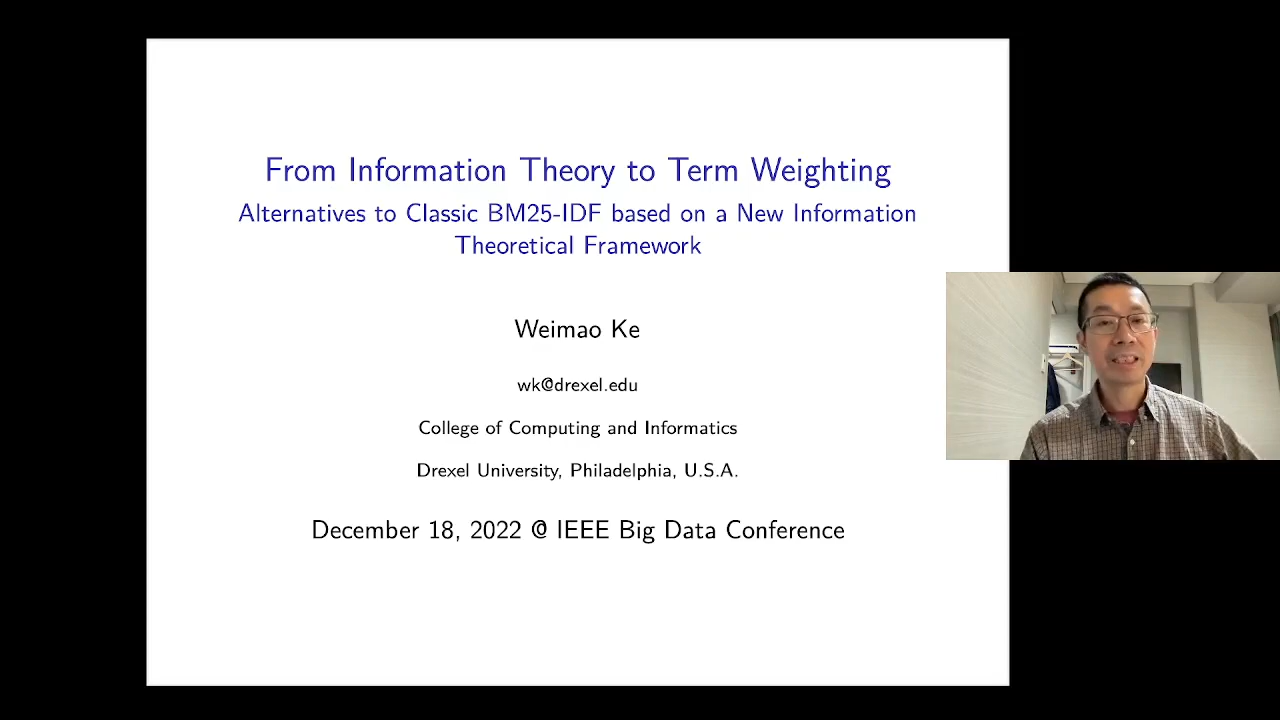 From Information Theory to Term Weighting
Alternatives to Classic BM25-IDF based on a New Information
Theoretical Framework
Weimao Ke
wk@drexel.edu
College of Computing and Informatics
Drexel University, Philadelphia, U.S.A.
December 18, 2022 @ IEEE Big Data Conference